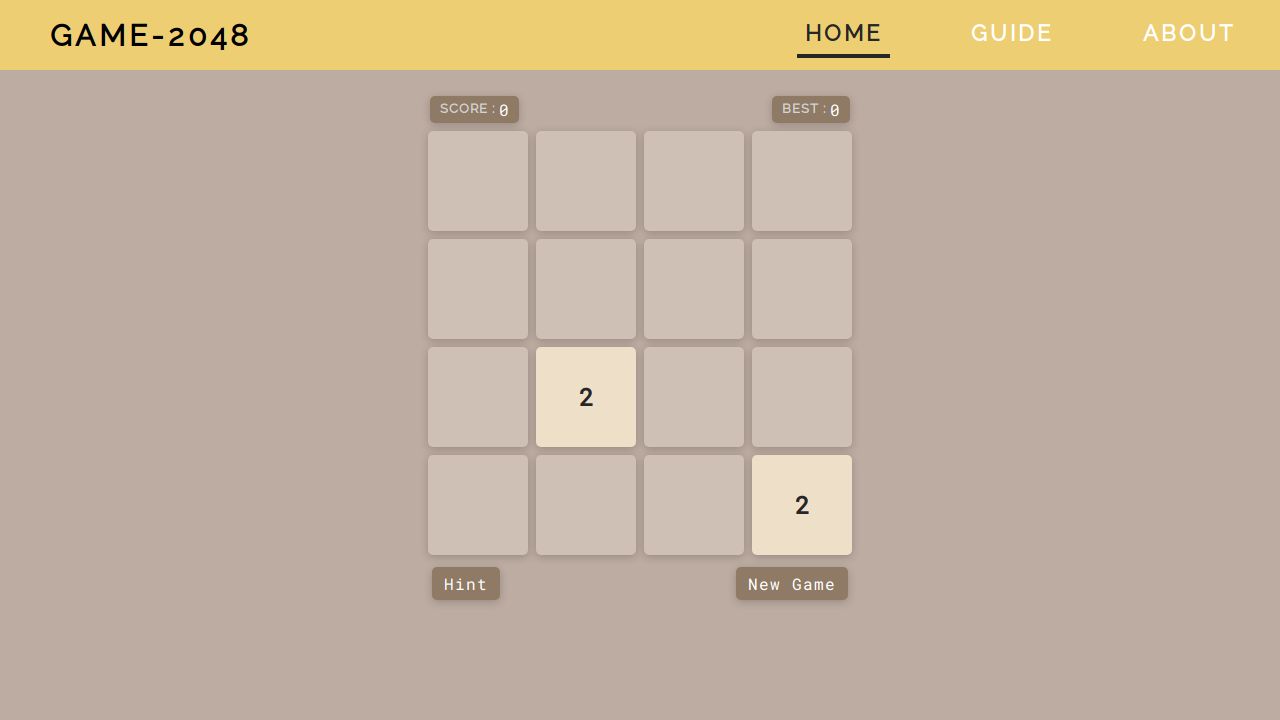 GAME-2048
HOME GUIDE ABOUT
SCORE : 0
BEST : 0
2
2
Hint
New Game